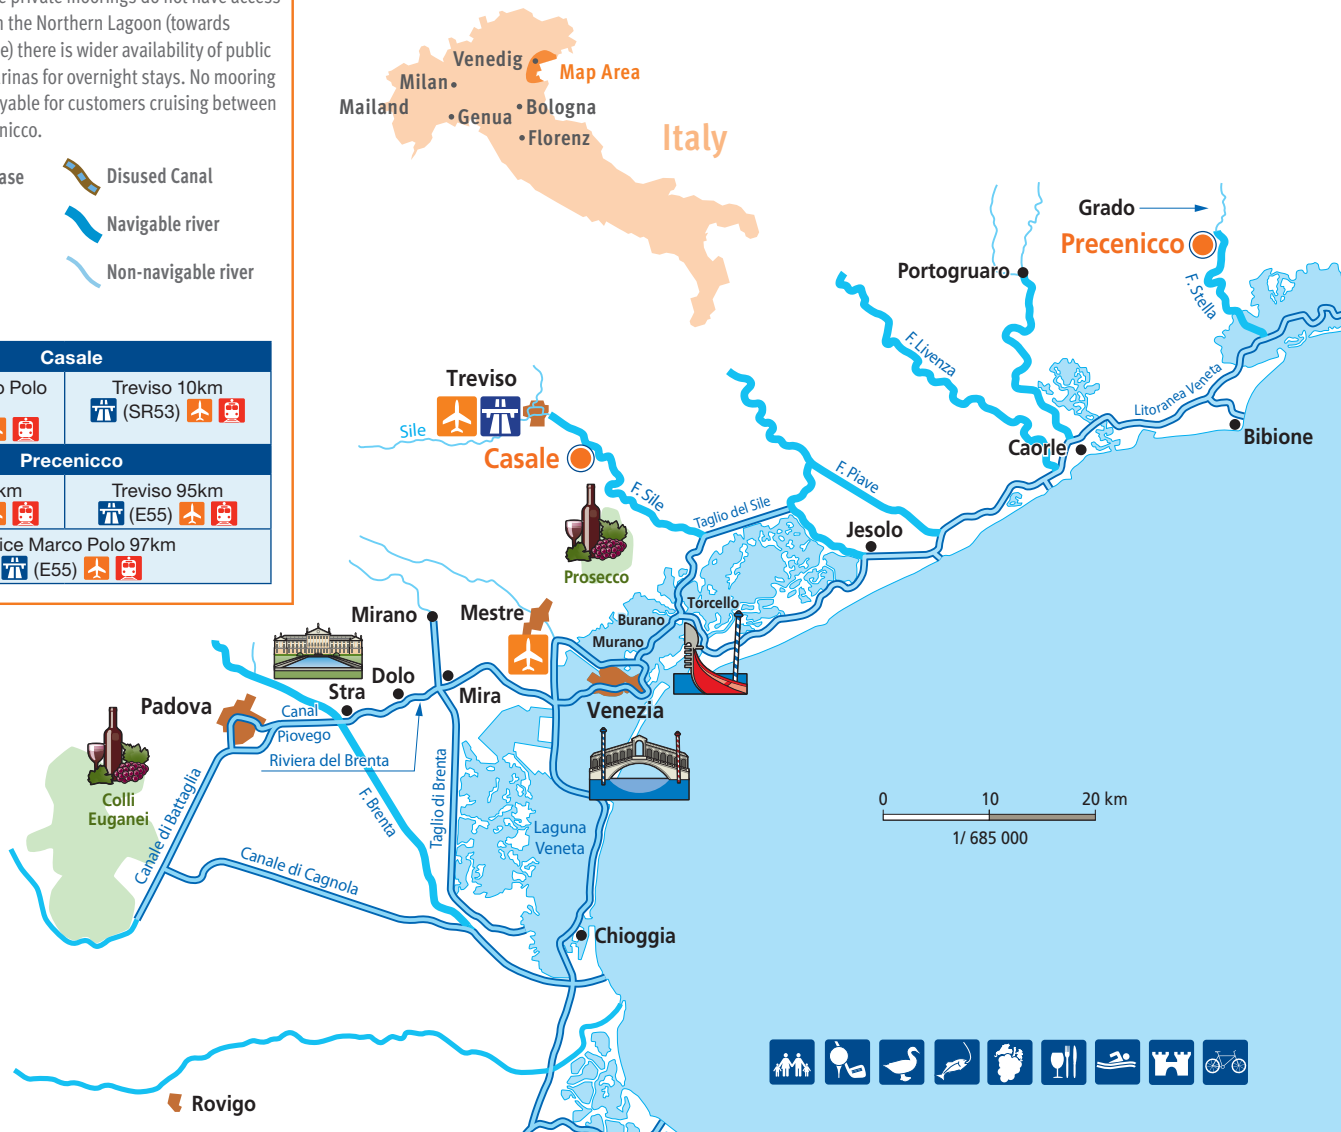 private moorings do not have access
the Northern Lagoon (towards
there is wider availability of public
for overnight stays. No mooring
for customers cruising between
Disused Canal
Navigable river
Non-navigable river
Casale
Polo
Treviso 10km
(SR53)
Precenicco
km
Treviso 95km
(E55)
Marco Polo 97km
(E55)
Venedig
Map Area
Milan
Mailand
Genua
Bologna
Florenz
Italy
Grado
Precenicco
Portogruaro
F. Stella
F. Livenza
Treviso
Litoranea Veneta
Sile
Bibione
Caorle
Casale
F. Sile
F. Piave
Taglio del Sile
Jesolo
Prosecco
Torcello
Mirano
Mestre
Burano
Murano
Dolo
Stra
Mira
Padova
Canal
Piovego
Venezia
Riviera del Brenta
Colli
Euganei
Canale di Battaglia
F. Brenta
Taglio di Brenta
0 10 20 km
1/ 685 000
Laguna
Veneta
Canale di Cagnola
Chioggia
Rovigo